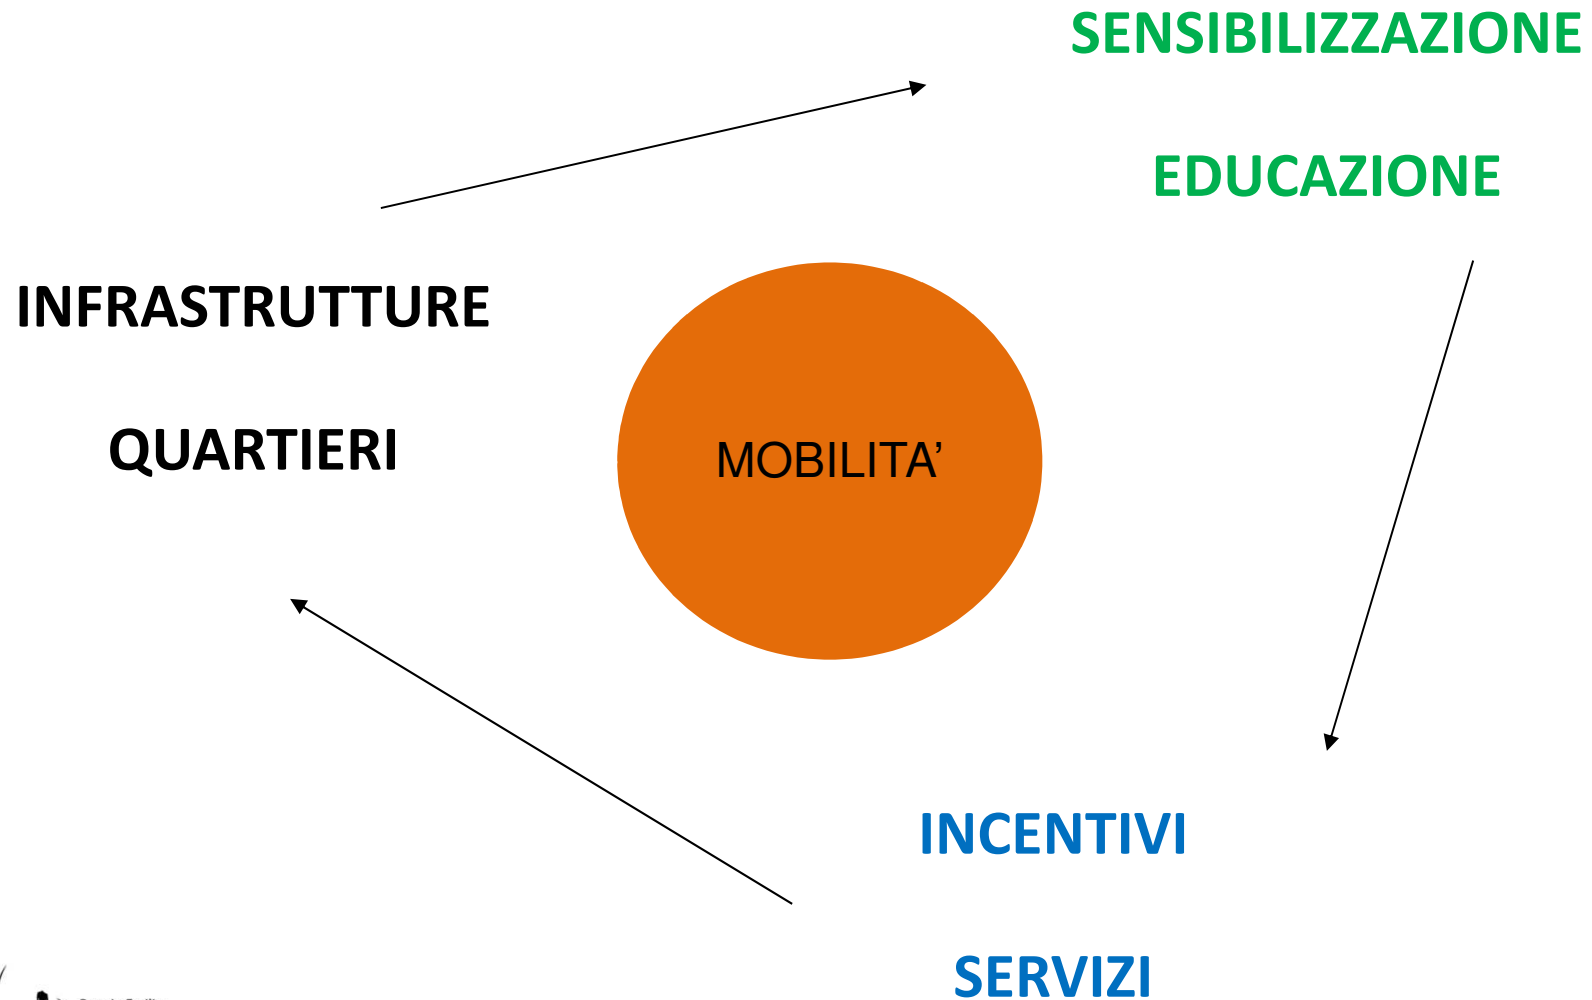 SENSIBILIZZAZIONE
EDUCAZIONE
INFRASTRUTTURE
QUARTIERI
MOBILITA’
INCENTIVI
SERVIZI